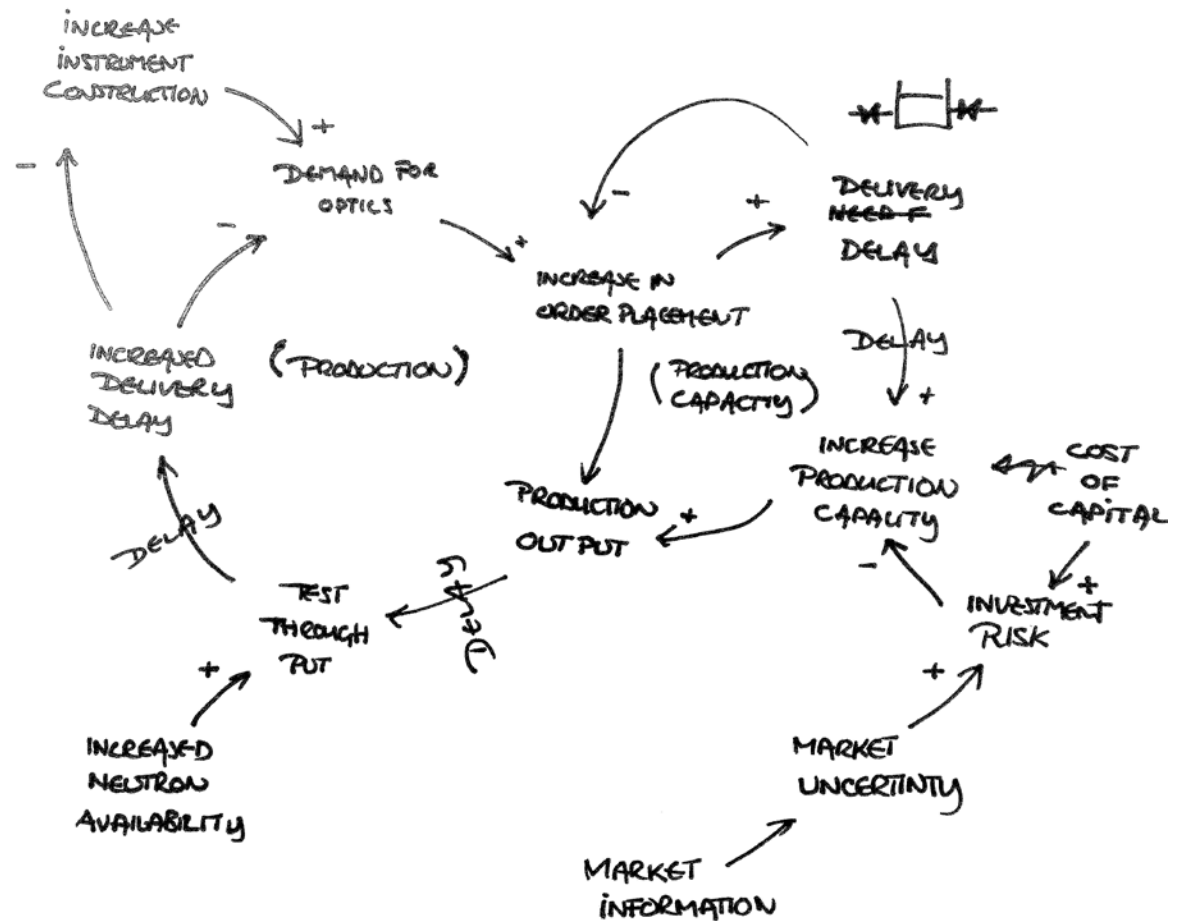 INCREASE
INSTRUMENT
CONSTRUCTION
+
-
DEMAND FOR
OPTICS
-
+
-
+
DELIVERY
NEED F
DELAY
INCREASE IN
ORDER PLACEMENT
DELAY
+
INCREASED
DELIVERY
DELAY
(PRODUCTION)
(PRODUCTION
CAPACTIY)
INCREASE
PRODUCTION
CAPACITY
COST
OF
CAPITAL
PRODUCTION
OUTPUT
+
-
+
INVESTMENT
RISK
DELAY
DELAY
TEST
THROUGH
PUT
+
+
INCREASED
NEUTRON
AVAILABILITY
MARKET
UNCERTINTY
MARKET
INFORMATION